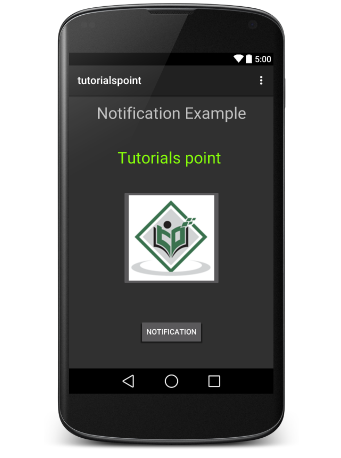 5:00
tutorialspoint
Notification Example
Tutorials point
NOTIFICATION